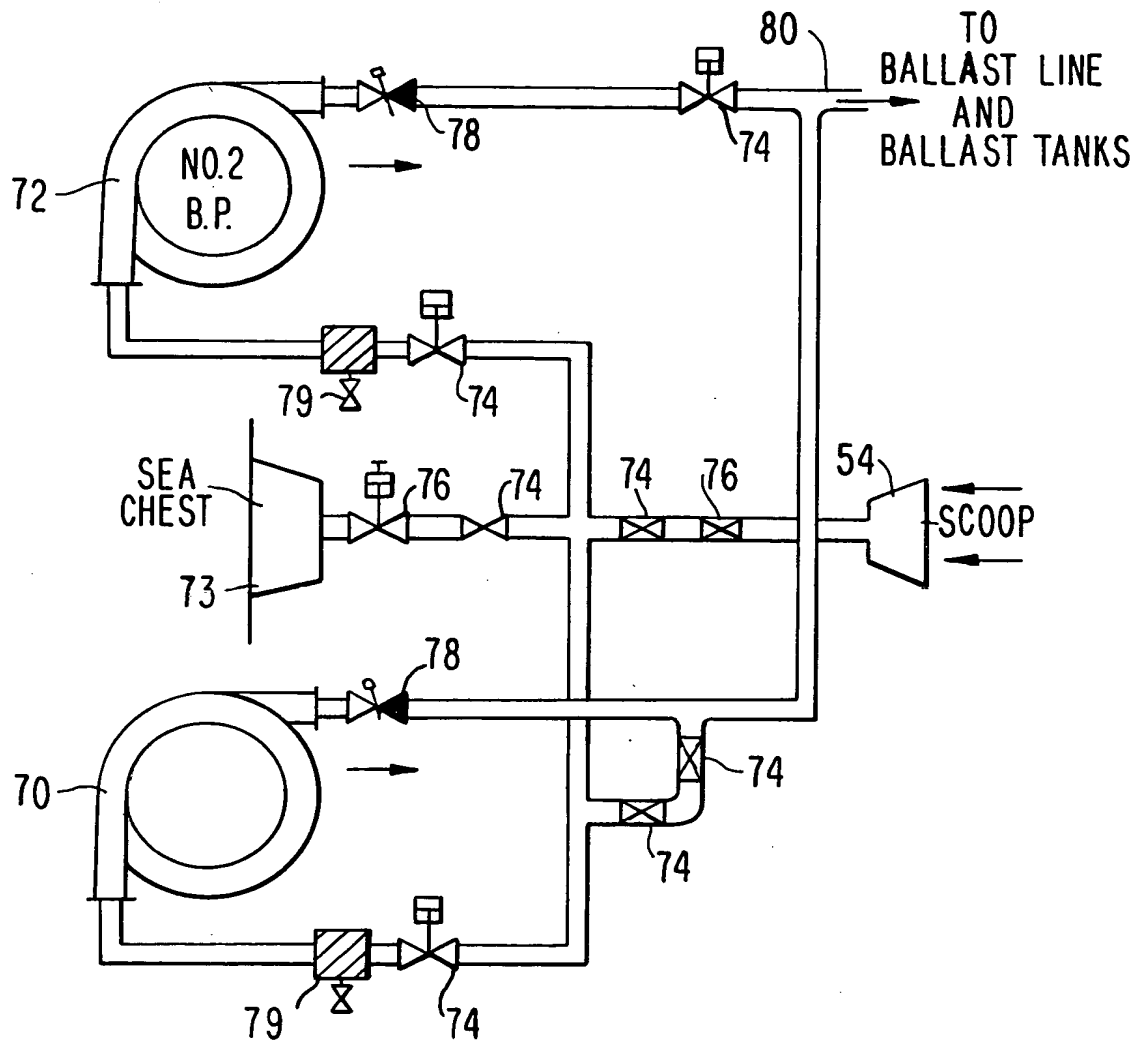 80
TO
BALLAST LINE
AND
BALLAST TANKS
78
74
72
NO.2
B.P.
79
74
SEA
CHEST
76
74
74
76
54
SCOOP
73
78
70
74
74
79
74